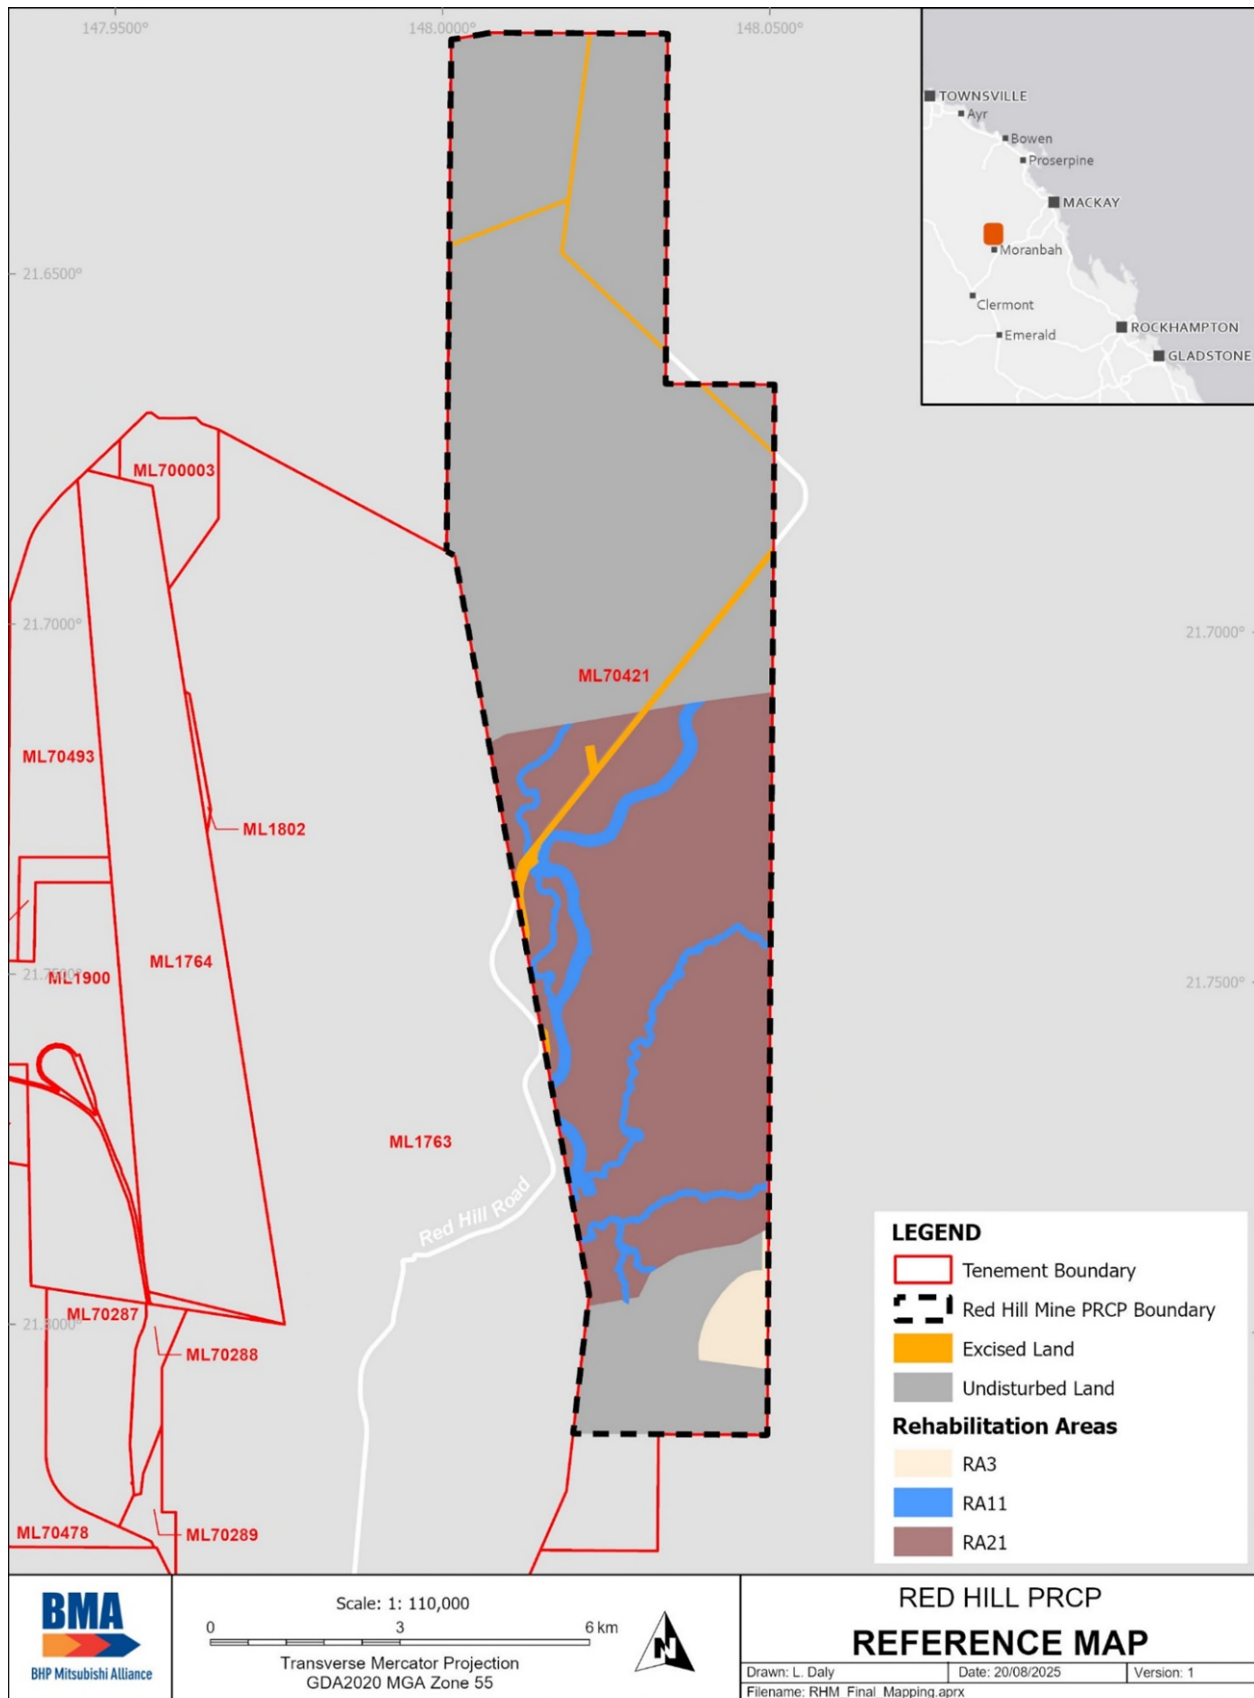 147.9500°
148.0000°
148.0500°
TOWNSVILLE
Ayr
Bowen
Proserpine
MACKAY
Moranbah
Clermont
Emerald
ROCKHAMPTON
GLADSTONE
21.6500°
ML700003
21.7000°
21.7000°
ML70421
ML70493
ML1802
ML1764
21.7500°
ML1900
21.7500°
ML1763
Red Hill Road
ML70287
21.8000°
ML70288
ML70478
ML70289
LEGEND
Tenement Boundary
Red Hill Mine PRCP Boundary
Excised Land
Undisturbed Land
Rehabilitation Areas
RA3
RA11
RA21
BMA
BHP Mitsubishi Alliance
Scale: 1: 110,000
0 3 6 km
Transverse Mercator Projection
GDA2020 MGA Zone 55
N
RED HILL PRCP
REFERENCE MAP
Drawn: L. Daly
Date: 20/08/2025
Version: 1
Filename: RHM_Final_Mapping.aprx